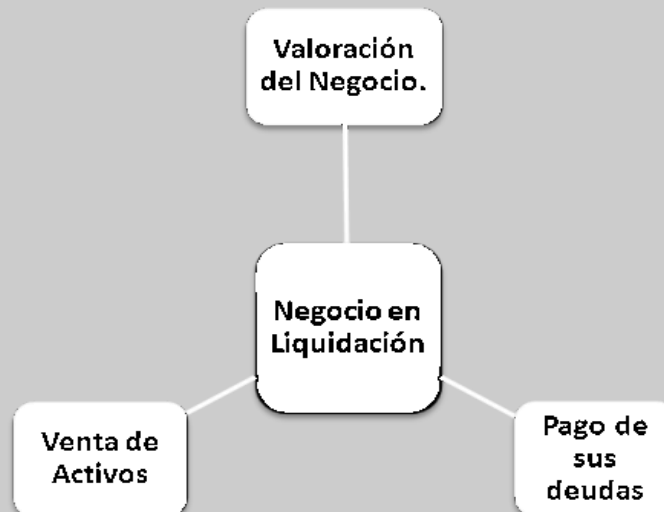 Valoración
del Negocio.
Negocio en
Liquidación
Venta de
Activos
Pago de
sus
deudas